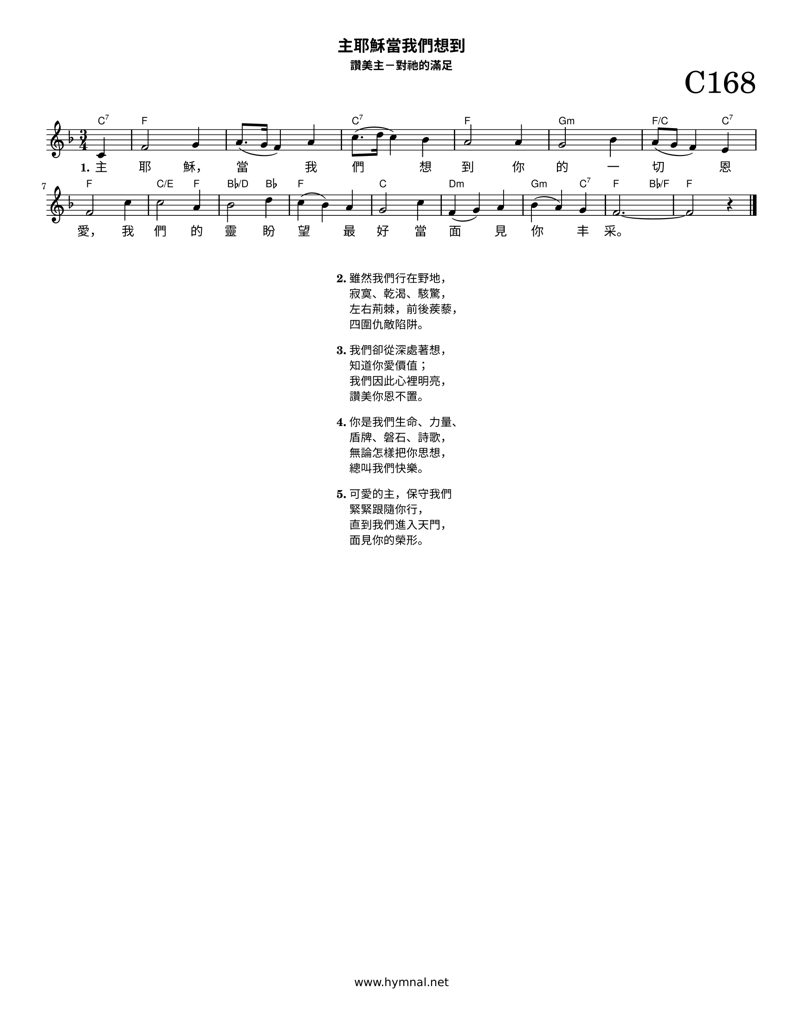 主耶穌當我們想到
讚美主－對祂的滿足
C168
C7 F C7 F Gm F/C C7
1. 主 耶 穌， 當 我 們 想 到 你 的 一 切 恩
7 F C/E F B♭/D B♭ F C Dm Gm C7 F B♭/F F
愛， 我 們 的 靈 盼 望 最 好 當 面 見 你 丰 采。
2. 雖然我們行在野地，
寂寞、乾渴、駭驚，
左右荊棘，前後蒺藜，
四圍仇敵陷阱。
3. 我們卻從深處著想，
知道你愛價值；
我們因此心裡明亮，
讚美你恩不置。
4. 你是我們生命、力量、
盾牌、磐石、詩歌，
無論怎樣把你思想，
總叫我們快樂。
5. 可愛的主，保守我們
緊緊跟隨你行，
直到我們進入天門，
面見你的榮形。
www.hymnal.net